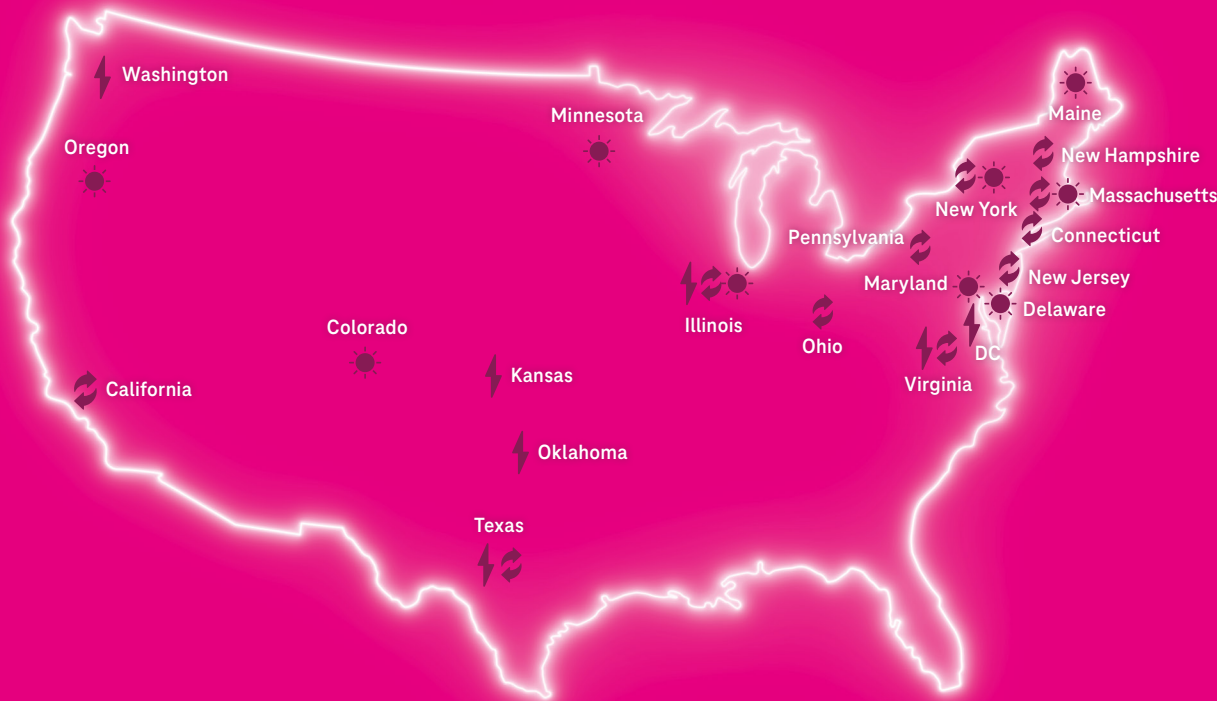 Washington
Minnesota
Maine
Oregon
New Hampshire
Massachusetts
New York
Connecticut
Pennsylvania
New Jersey
Maryland
Delaware
Illinois
Colorado
Ohio
DC
Kansas
Virginia
California
Oklahoma
Texas